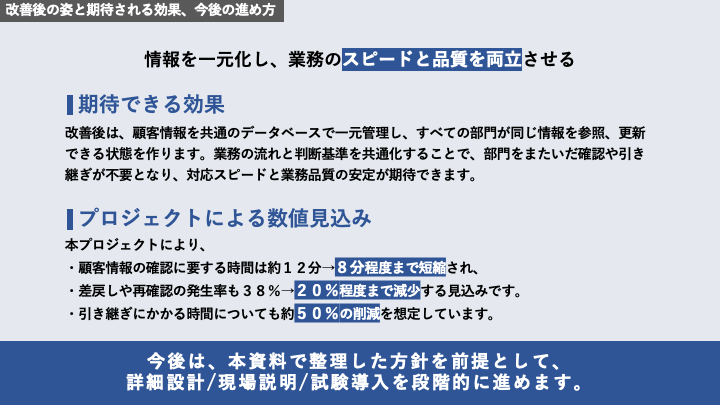 改善後の姿と期待される効果、今後の進め方
情報を一元化し、業務のスピードと品質を両立させる
期待できる効果
改善後は、顧客情報を共通のデータベースで一元管理し、すべての部門が同じ情報を参照、更新
できる状態を作ります。業務の流れと判断基準を共通化することで、部門をまたいだ確認や引き
継ぎが不要となり、対応スピードと業務品質の安定が期待できます。
プロジェクトによる数値見込み
本プロジェクトにより、
・顧客情報の確認に要する時間は約１２分→８分程度まで短縮され、
・差戻しや再確認の発生率も３８%→２０%程度まで減少する見込みです。
・引き継ぎにかかる時間についても約５０%の削減を想定しています。
今後は、本資料で整理した方針を前提として、
詳細設計/現場説明/試験導入を段階的に進めます。